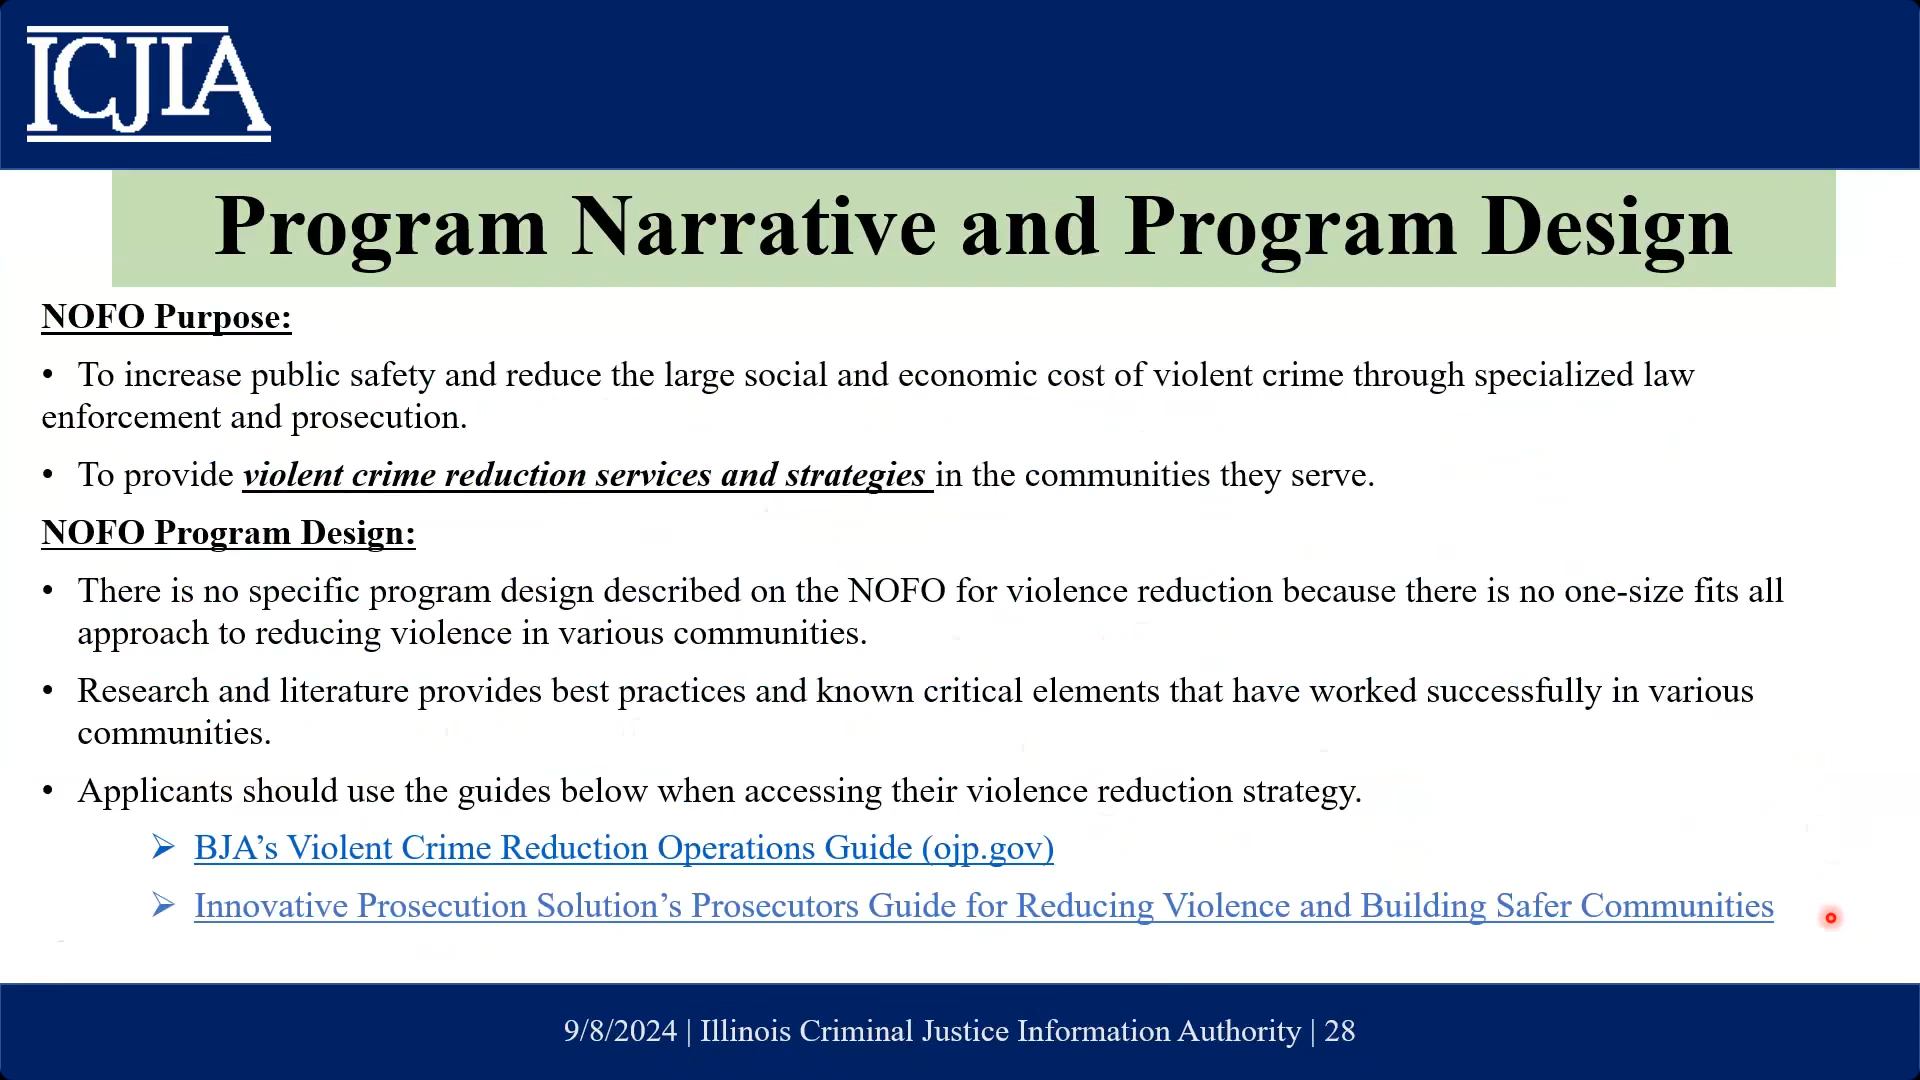 ICJIA
Program Narrative and Program Design
NOFO Purpose:
• To increase public safety and reduce the large social and economic cost of violent crime through specialized law
enforcement and prosecution.
• To provide violent crime reduction services and strategies in the communities they serve.
NOFO Program Design:
• There is no specific program design described on the NOFO for violence reduction because there is no one-size fits all
approach to reducing violence in various communities.
• Research and literature provides best practices and known critical elements that have worked successfully in various
communities.
• Applicants should use the guides below when accessing their violence reduction strategy.
➢ BJA’s Violent Crime Reduction Operations Guide (ojp.gov)
➢ Innovative Prosecution Solution’s Prosecutors Guide for Reducing Violence and Building Safer Communities
9/8/2024 | Illinois Criminal Justice Information Authority | 28